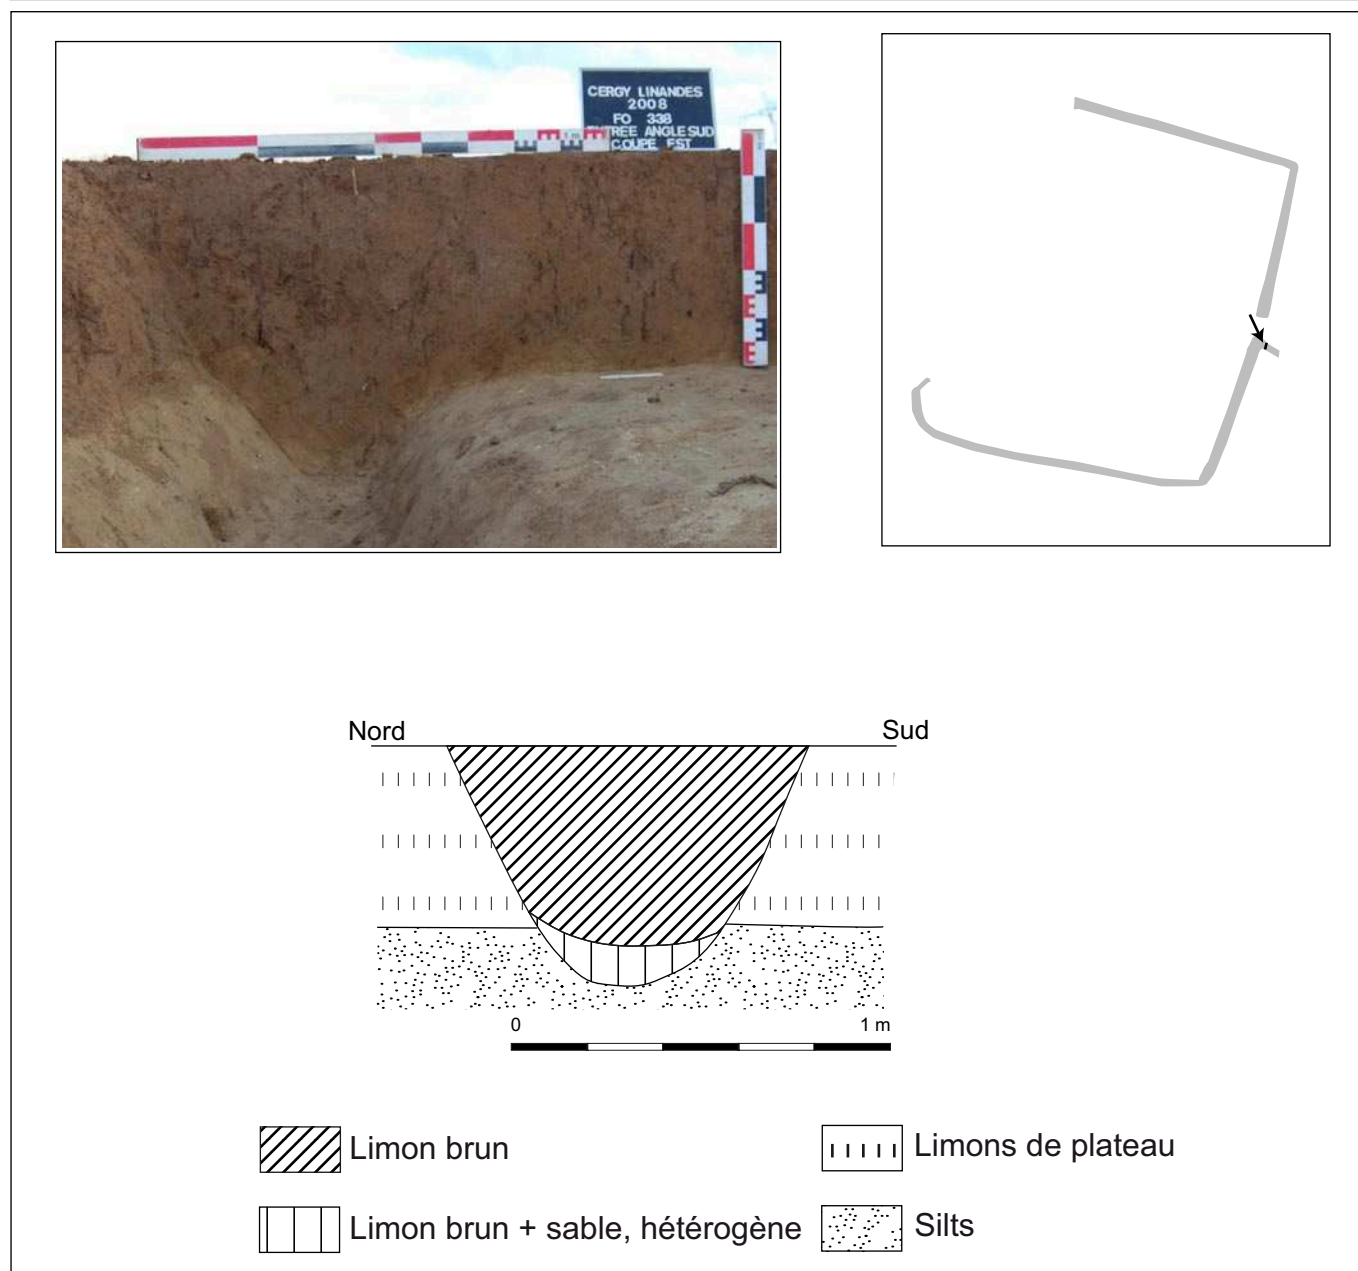 CERGY LINANDES
2008
FO 338
ENTREE ANGLE SUD
COUPE EST
1 m
Nord Sud
0 1 m
Limon brun
Limons de plateau
Limon brun + sable, hétérogène
Silts